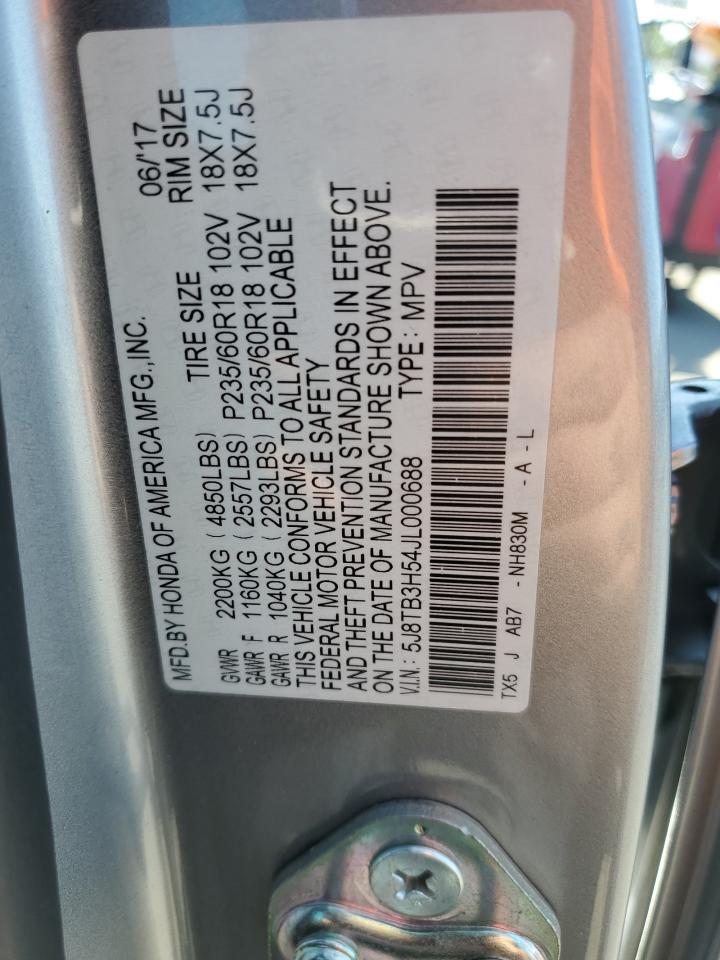 MFD.BY HONDA OF AMERICA MFG.,INC. 06/'17
TIRE SIZE RIM SIZE
GVWR 2200KG (4850LBS)
GAWR F 1160KG (2557LBS) P235/60R18 102V 18X7.5J
GAWR R 1040KG (2293LBS) P235/60R18 102V 18X7.5J
THIS VEHICLE CONFORMS TO ALL APPLICABLE
FEDERAL MOTOR VEHICLE SAFETY
AND THEFT PREVENTION STANDARDS IN EFFECT
ON THE DATE OF MANUFACTURE SHOWN ABOVE.
V.I.N.: 5J8TB3H54JL000688 TYPE: MPV
TX5 J AB7 - NH830M - A - L